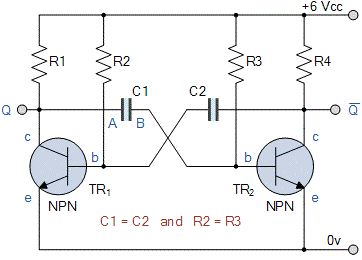 +6 Vcc
R1 R2 R3 R4
C1 C2
Q A B Q̅
c b b c
TR₁ TR₂
e NPN NPN e
C1 = C2 and R2 = R3
0v